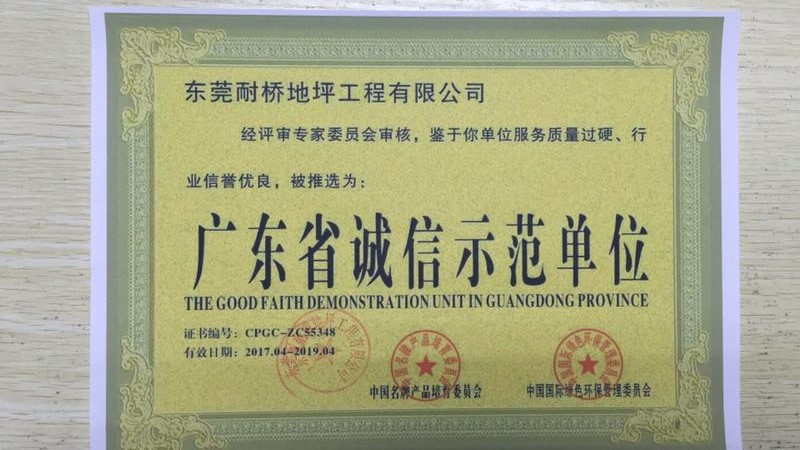 东莞耐桥地坪工程有限公司
经评审专家委员会审核，鉴于你单位服务质量过硬、行
业信誉优良，被推选为：
广东省诚信示范单位
THE GOOD FAITH DEMONSTRATION UNIT IN GUANGDONG PROVINCE
证书编号：CPGC-ZC55348
有效日期：2017.04-2019.04
中国名牌产品培育委员会
中国国际绿色环保管理委员会